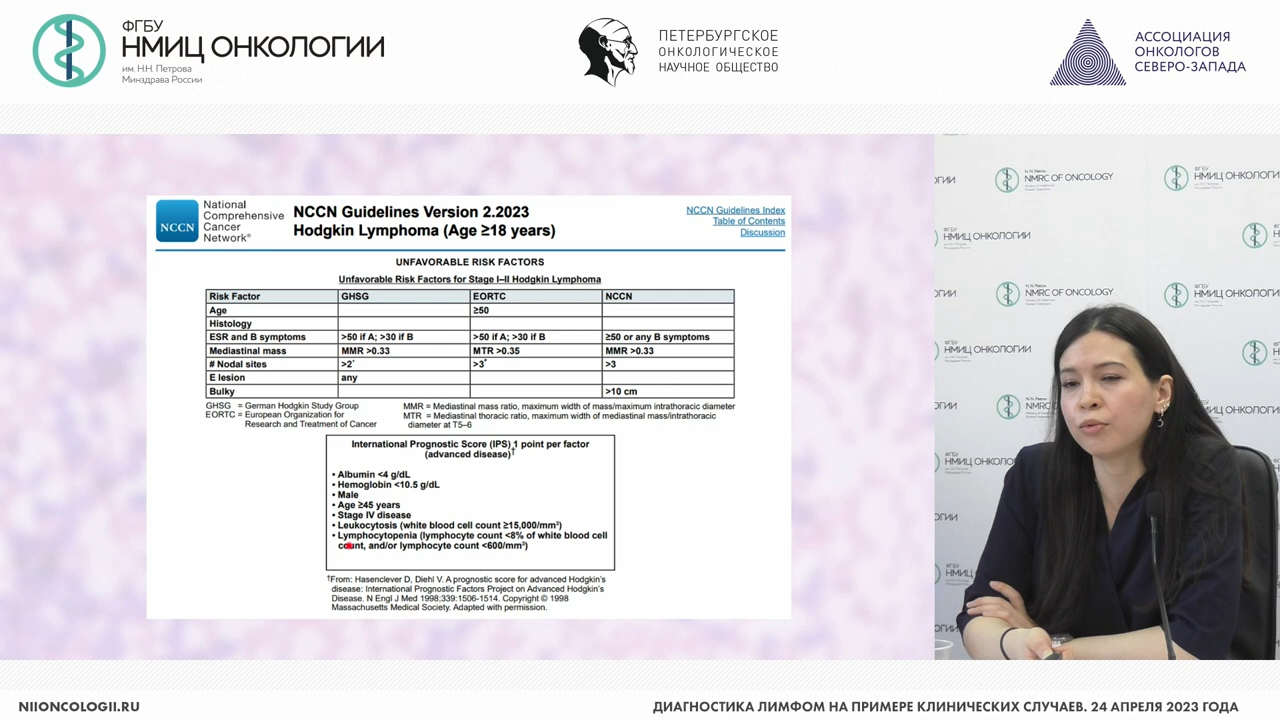 ФГБУ
НМИЦ ОНКОЛОГИИ
им. Н.Н. Петрова
Минздрава России
ПЕТЕРБУРГСКОЕ
ОНКОЛОГИЧЕСКОЕ
НАУЧНОЕ ОБЩЕСТВО
АССОЦИАЦИЯ
ОНКОЛОГОВ
СЕВЕРО-ЗАПАДА
NCCN
National
Comprehensive
Cancer
Network®
NCCN Guidelines Version 2.2023
Hodgkin Lymphoma (Age ≥18 years)
NCCN Guidelines Index
Table of Contents
Discussion
UNFAVORABLE RISK FACTORS
Unfavorable Risk Factors for Stage I–II Hodgkin Lymphoma
Risk Factor GHSG EORTC NCCN
Age ≥50
Histology
ESR and B symptoms >50 if A; >30 if B >50 if A; >30 if B ≥50 or any B symptoms
Mediastinal mass MMR >0.33 MTR >0.35 MMR >0.33
# Nodal sites >2* >3* >3
E lesion any
Bulky >10 cm
GHSG = German Hodgkin Study Group
EORTC = European Organization for
Research and Treatment of Cancer
MMR = Mediastinal mass ratio, maximum width of mass/maximum intrathoracic diameter
MTR = Mediastinal thoracic ratio, maximum width of mediastinal mass/intrathoracic
diameter at T5–6
International Prognostic Score (IPS) 1 point per factor
(advanced disease)†
• Albumin <4 g/dL
• Hemoglobin <10.5 g/dL
• Male
• Age ≥45 years
• Stage IV disease
• Leukocytosis (white blood cell count ≥15,000/mm³)
• Lymphocytopenia (lymphocyte count <8% of white blood cell
count, and/or lymphocyte count <600/mm³)
†From: Hasenclever D, Diehl V. A prognostic score for advanced Hodgkin's
disease: International Prognostic Factors Project on Advanced Hodgkin's
Disease. N Engl J Med 1998;339:1506-1514. Copyright © 1998
Massachusetts Medical Society. Adapted with permission.
NMRC OF ONCOLOGY
ФГБУ
НМИЦ ОНКОЛОГИИ
НМИЦ ОНКОЛОГИИ
NMRC OF ONCOLOGY
ФГБУ
НМИЦ ОНКОЛОГИИ
НМИЦ ОНКОЛОГИИ
NIIONCOLOGII.RU
ДИАГНОСТИКА ЛИМФОМ НА ПРИМЕРЕ КЛИНИЧЕСКИХ СЛУЧАЕВ. 24 АПРЕЛЯ 2023 ГОДА